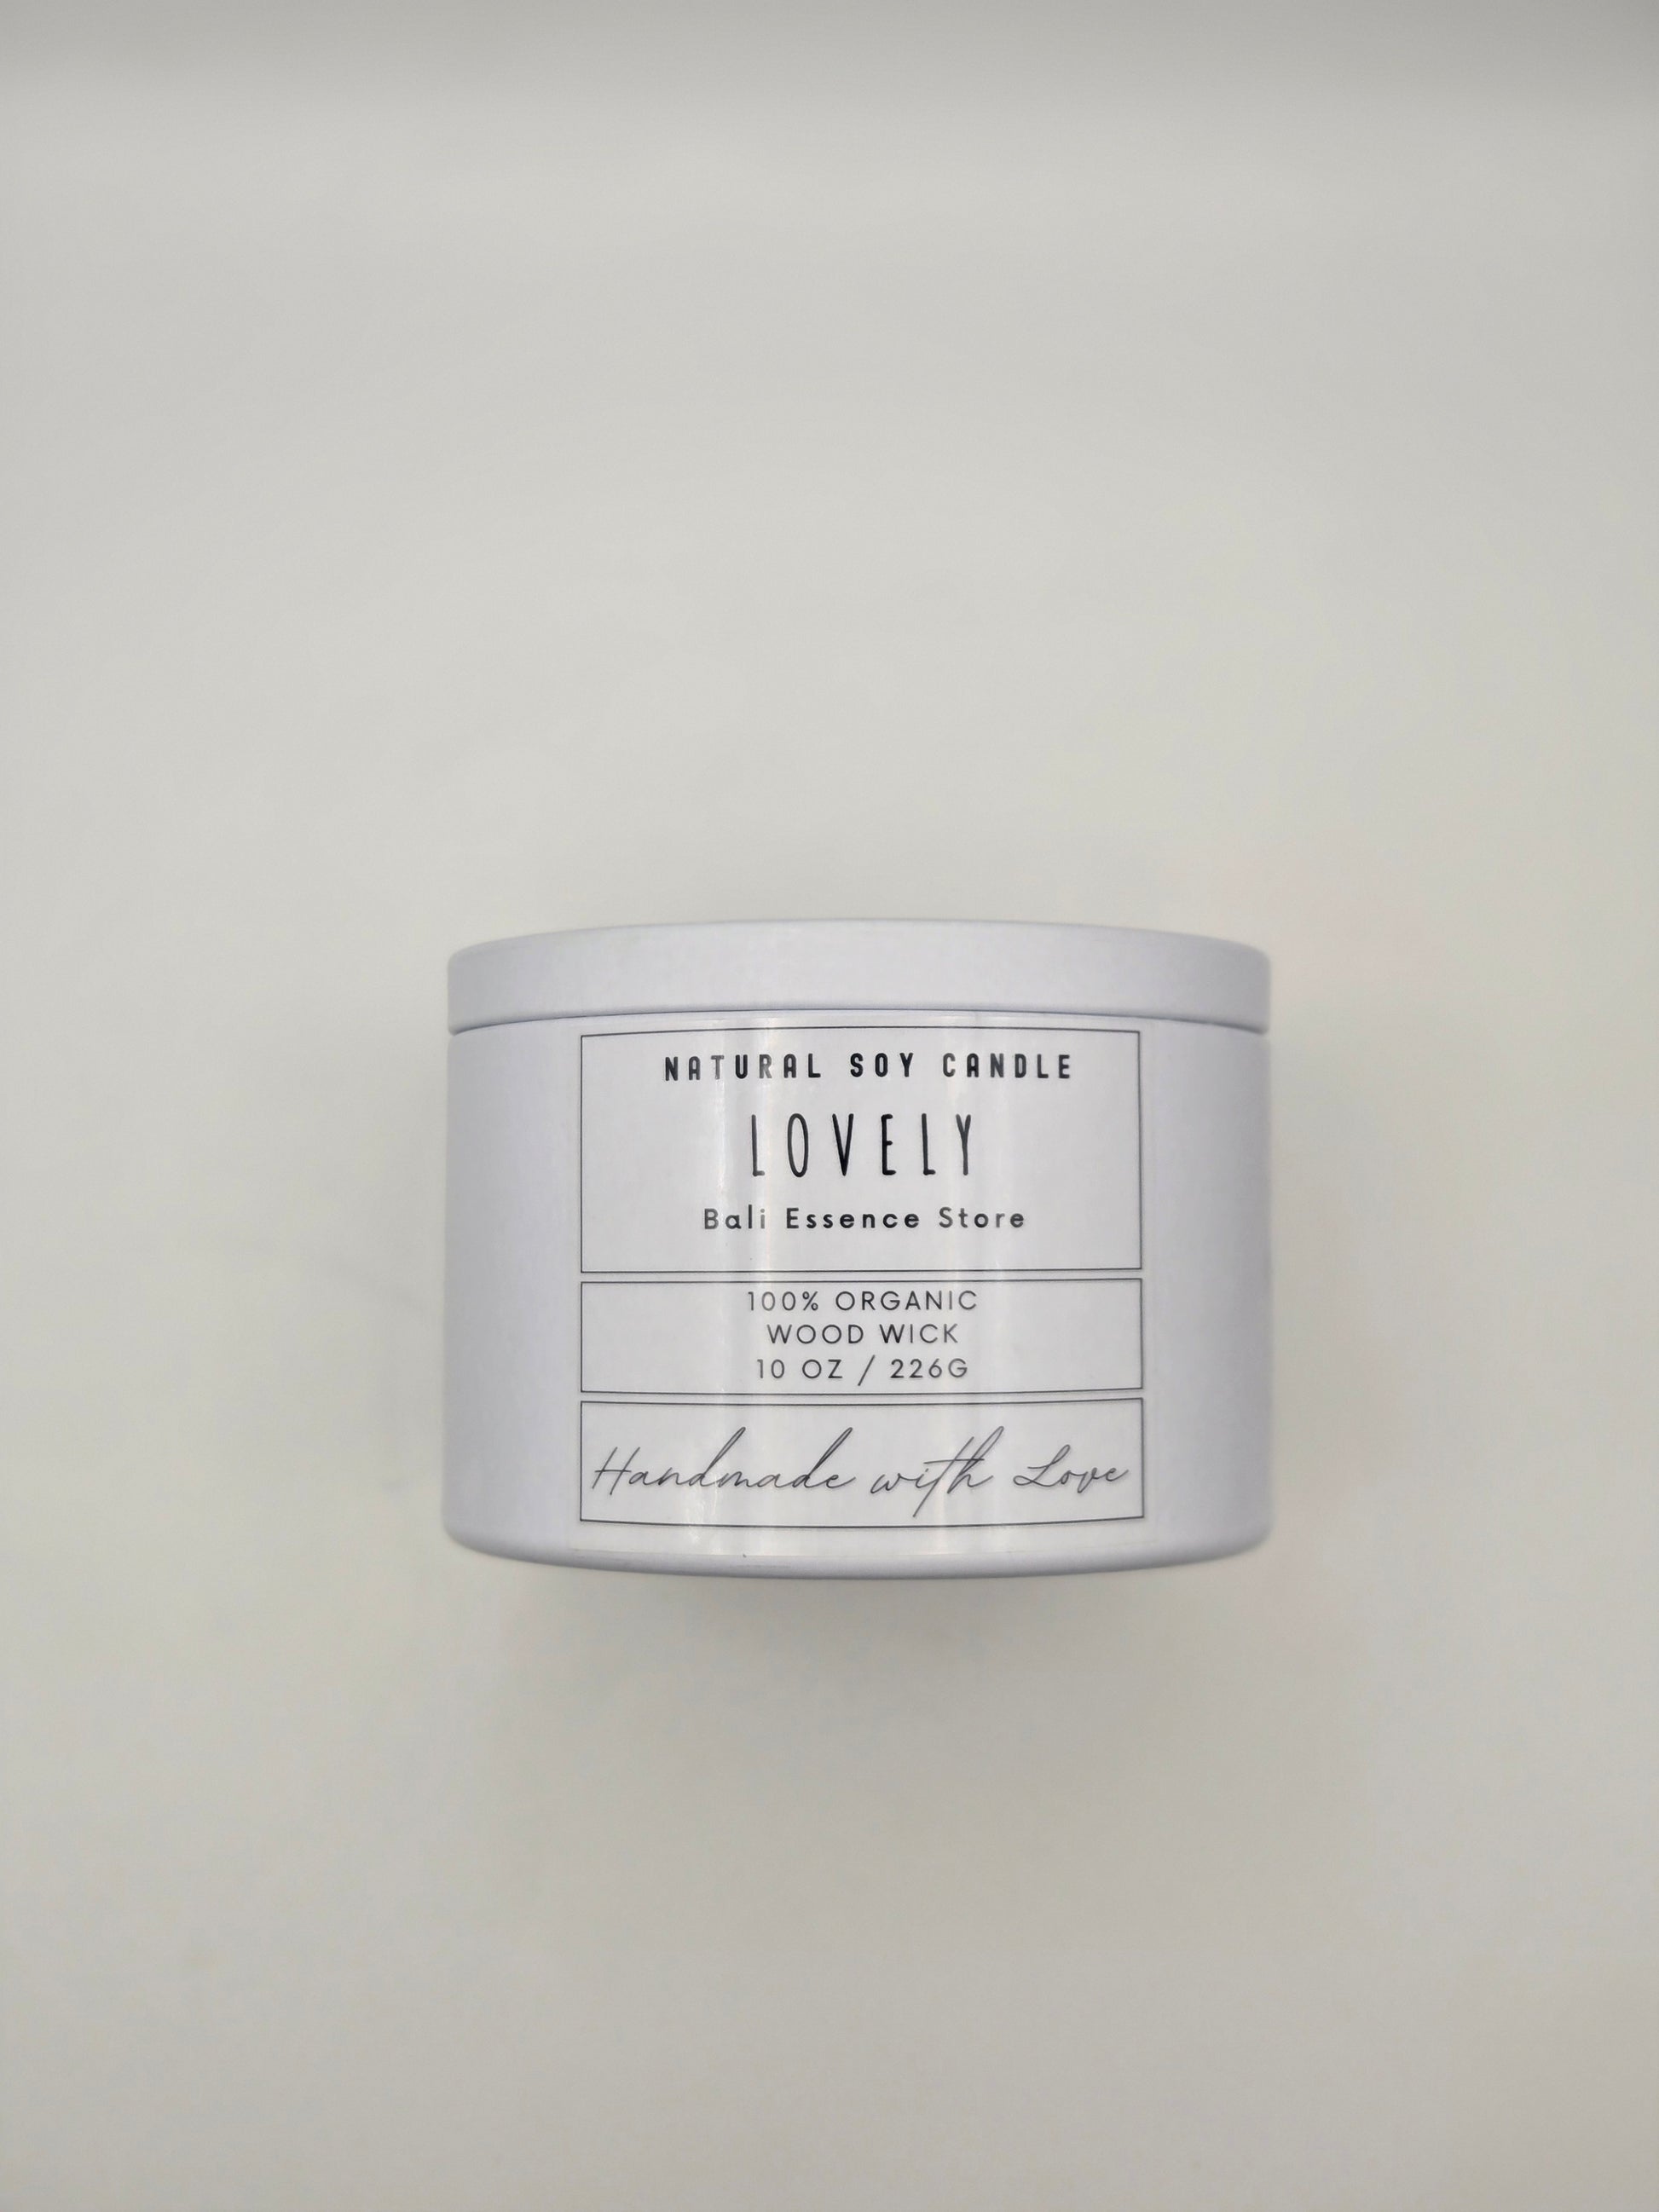 NATURAL SOY CANDLE
LOVELY
Bali Essence Store
100% ORGANIC
WOOD WICK
10 OZ / 226G
Handmade with Love